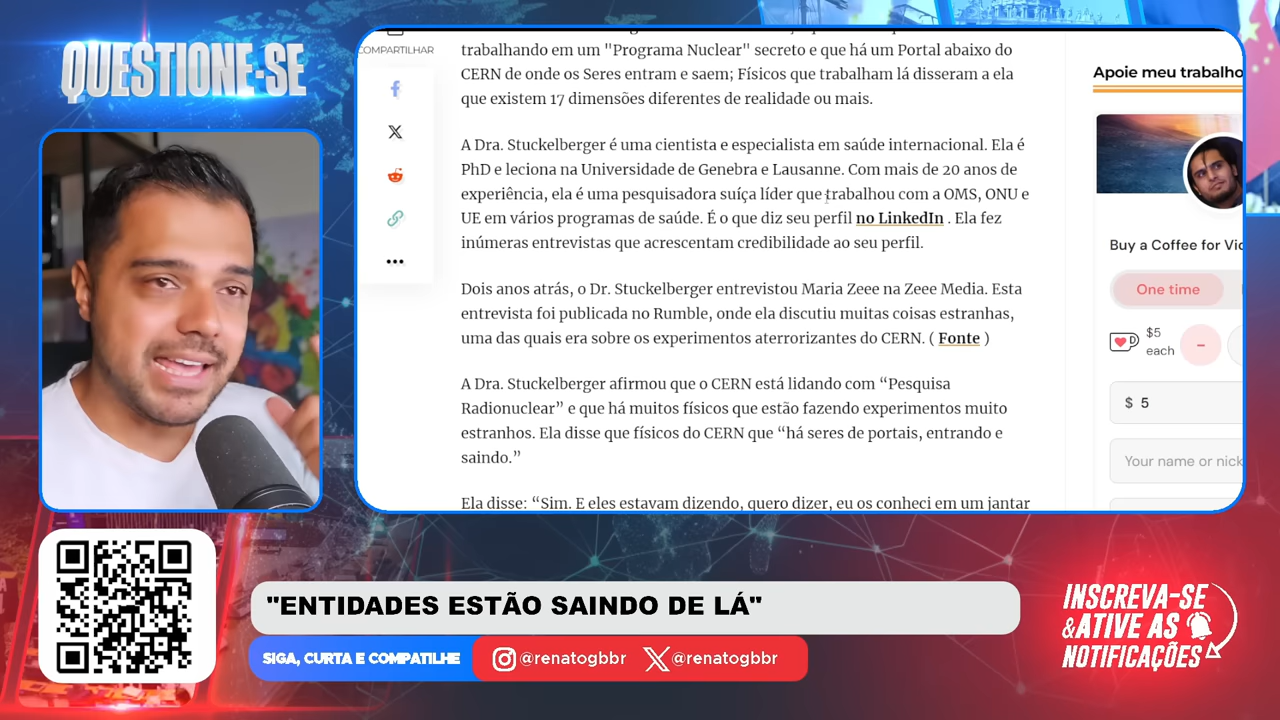 QUESTIONE-SE
COMPARTILHAR
trabalhando em um "Programa Nuclear" secreto e que há um Portal abaixo do
CERN de onde os Seres entram e saem; Físicos que trabalham lá disseram a ela
que existem 17 dimensões diferentes de realidade ou mais.
A Dra. Stuckelberger é uma cientista e especialista em saúde internacional. Ela é
PhD e leciona na Universidade de Genebra e Lausanne. Com mais de 20 anos de
experiência, ela é uma pesquisadora suíça líder que trabalhou com a OMS, ONU e
UE em vários programas de saúde. É o que diz seu perfil no LinkedIn . Ela fez
inúmeras entrevistas que acrescentam credibilidade ao seu perfil.
Dois anos atrás, o Dr. Stuckelberger entrevistou Maria Zeee na Zeee Media. Esta
entrevista foi publicada no Rumble, onde ela discutiu muitas coisas estranhas,
uma das quais era sobre os experimentos aterrorizantes do CERN. ( Fonte )
A Dra. Stuckelberger afirmou que o CERN está lidando com “Pesquisa
Radionuclear” e que há muitos físicos que estão fazendo experimentos muito
estranhos. Ela disse que físicos do CERN que “há seres de portais, entrando e
saindo.”
Ela disse: “Sim. E eles estavam dizendo, quero dizer, eu os conheci em um jantar
Apoie meu trabalho
Buy a Coffee for Vic
One time
$5
each
$ 5
Your name or nick
"ENTIDADES ESTÃO SAINDO DE LÁ"
SIGA, CURTA E COMPATILHE
@renatogbbr
@renatogbbr
INSCREVA-SE
&ATIVE AS
NOTIFICAÇÕES